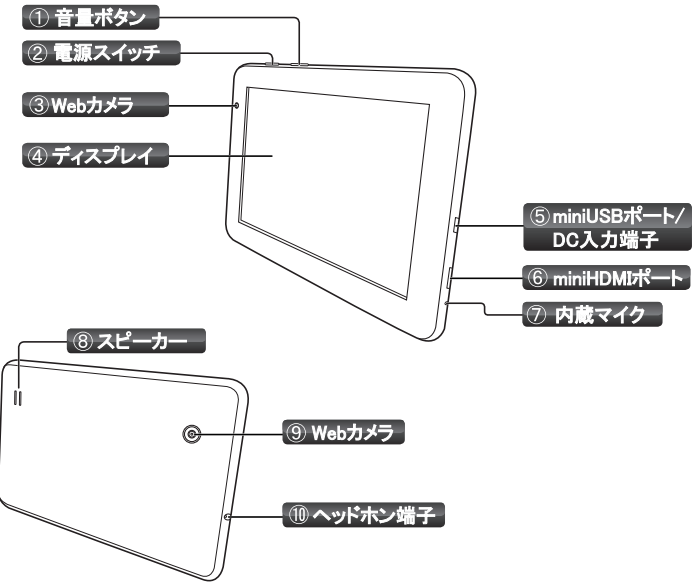 ① 音量ボタン
② 電源スイッチ
③ Webカメラ
④ ディスプレイ
⑤ miniUSBポート/
DC入力端子
⑥ miniHDMIポート
⑦ 内蔵マイク
⑧ スピーカー
⑨ Webカメラ
⑩ ヘッドホン端子